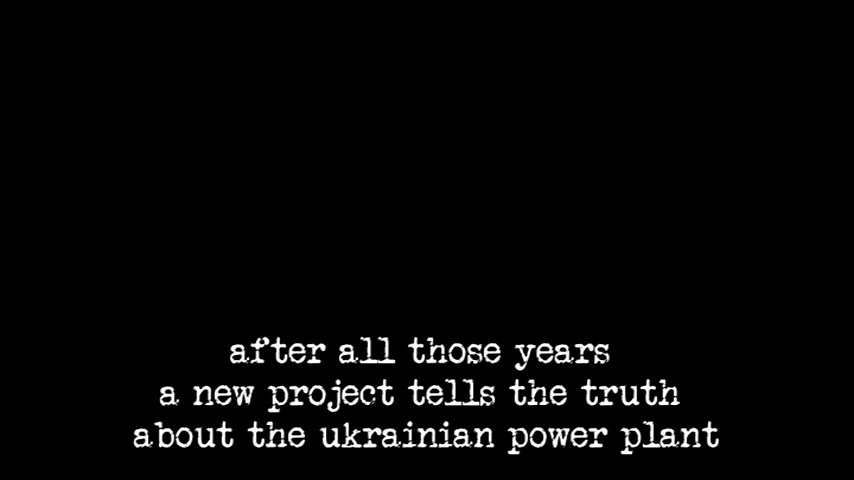 after all those years
a new project tells the truth
about the ukrainian power plant